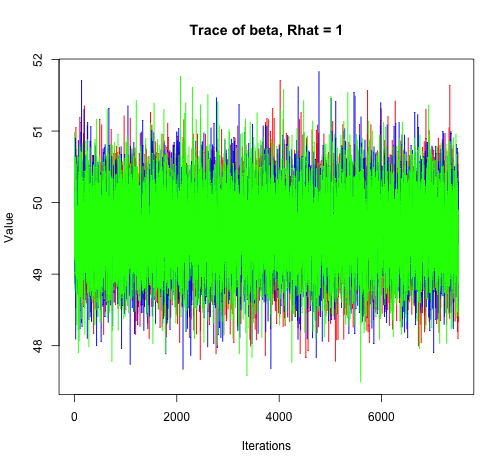 Trace of beta, Rhat = 1
Value
52
51
50
49
48
0 2000 4000 6000
Iterations